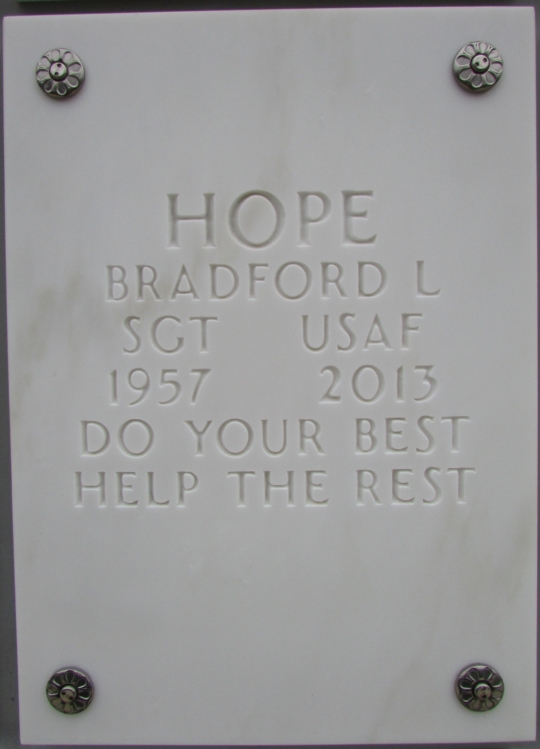 HOPE
BRADFORD L
SGT USAF
1957 2013
DO YOUR BEST
HELP THE REST